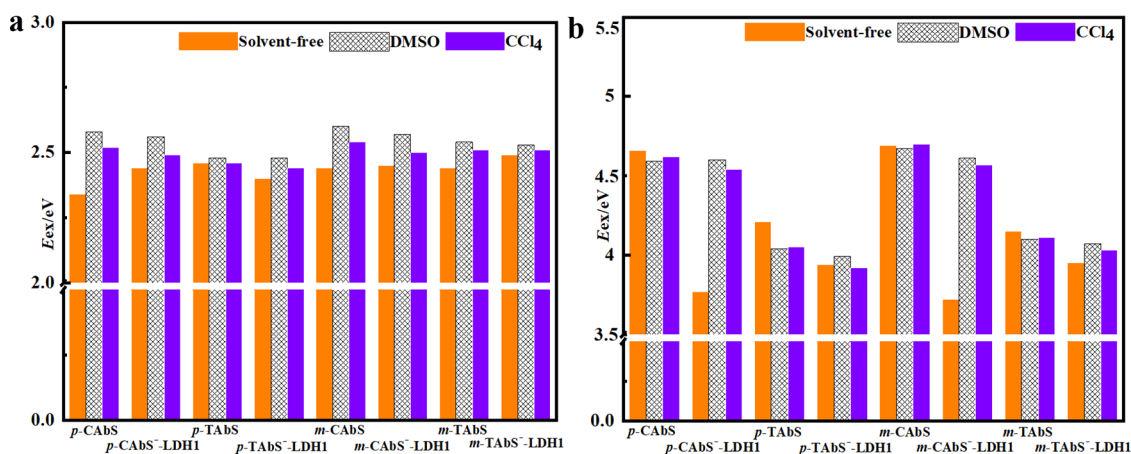 a
Solvent-free DMSO CCl4
Eex/eV
3.0
2.5
2.0
0.0
p-CAbS p-TAbS m-CAbS m-TAbS
p-CAbS⁻-LDH1 p-TAbS⁻-LDH1 m-CAbS⁻-LDH1 m-TAbS⁻-LDH1
b
Solvent-free DMSO CCl4
Eex/eV
5.5
5
4.5
4
3.5
0.0
p-CAbS p-TAbS m-CAbS m-TAbS
p-CAbS⁻-LDH1 p-TAbS⁻-LDH1 m-CAbS⁻-LDH1 m-TAbS⁻-LDH1